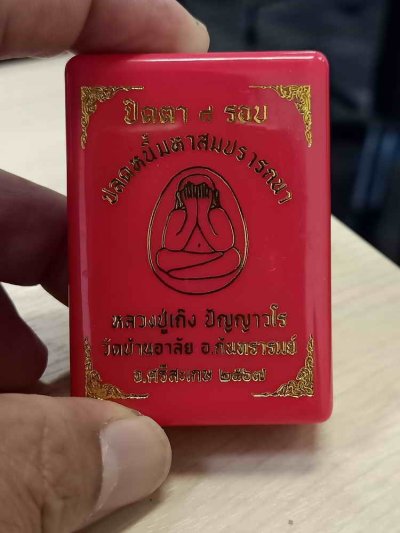 ปิดตา ๘ รอบ
ปลดหนี้มหาสมปรารถนา
หลวงปู่เก๊ง ปัญญาวโร
วัดบ้านอาลัย อ.กันทรารมย์
จ.ศรีสะเกษ ๒๕๖๗